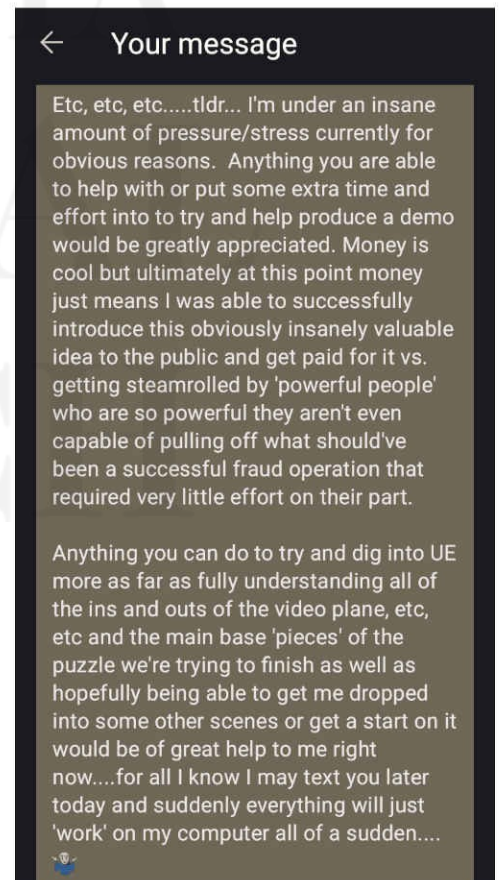 Your message
Etc, etc, etc.....tldr... I'm under an insane
amount of pressure/stress currently for
obvious reasons.  Anything you are able
to help with or put some extra time and
effort into to try and help produce a demo
would be greatly appreciated. Money is
cool but ultimately at this point money
just means I was able to successfully
introduce this obviously insanely valuable
idea to the public and get paid for it vs.
getting steamrolled by 'powerful people'
who are so powerful they aren't even
capable of pulling off what should've
been a successful fraud operation that
required very little effort on their part.
Anything you can do to try and dig into UE
more as far as fully understanding all of
the ins and outs of the video plane, etc,
etc and the main base 'pieces' of the
puzzle we're trying to finish as well as
hopefully being able to get me dropped
into some other scenes or get a start on it
would be of great help to me right
now....for all I know I may text you later
today and suddenly everything will just
'work' on my computer all of a sudden....